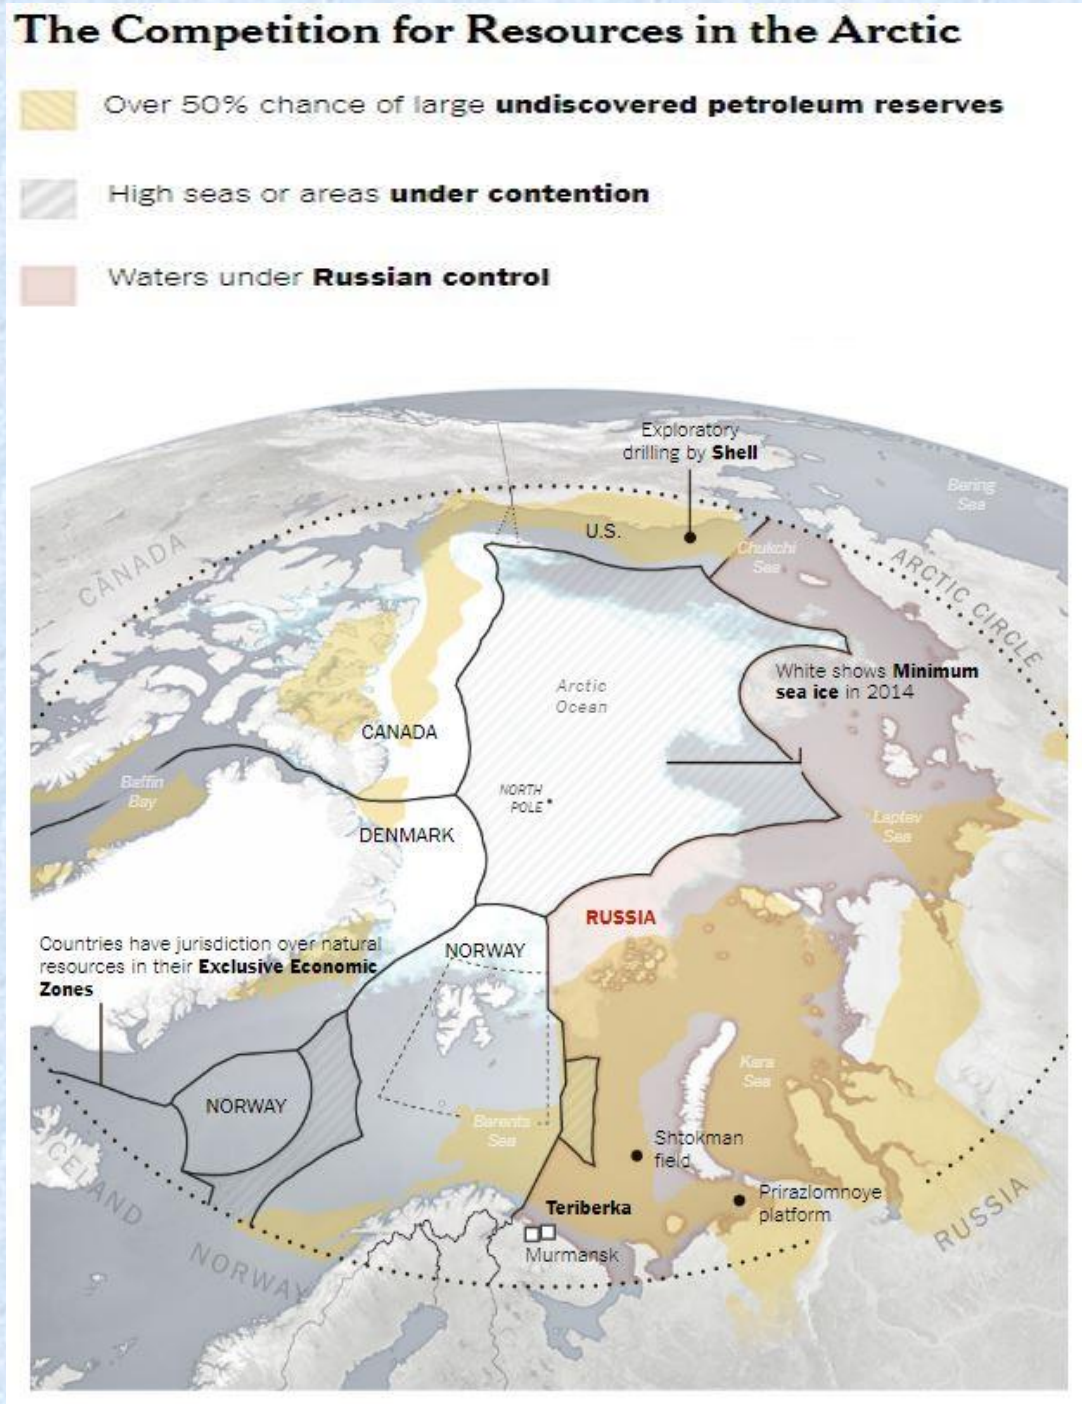 The Competition for Resources in the Arctic
Over 50% chance of large undiscovered petroleum reserves
High seas or areas under contention
Waters under Russian control
Exploratory
drilling by Shell
Bering
Sea
U.S.
Chukchi
Sea
CANADA
ARCTIC CIRCLE
White shows Minimum
sea ice in 2014
Arctic
Ocean
CANADA
Baffin
Bay
NORTH
POLE
DENMARK
Laptev
Sea
RUSSIA
Countries have jurisdiction over natural
resources in their Exclusive Economic
Zones
NORWAY
Kara
Sea
NORWAY
Barents
Sea
Shtokman
field
ICELAND
Prirazlomnoye
platform
Teriberka
RUSSIA
NORWAY
Murmansk